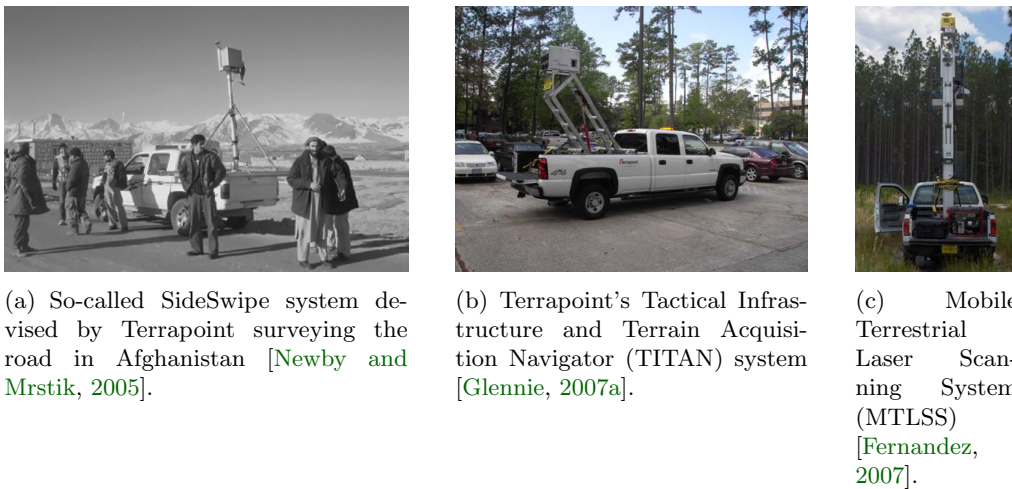 Terrapoint
4x4
(a) So-called SideSwipe system de-
vised by Terrapoint surveying the
road in Afghanistan [Newby and
Mrstik, 2005].
(b) Terrapoint's Tactical Infras-
tructure and Terrain Acquisi-
tion Navigator (TITAN) system
[Glennie, 2007a].
(c) Mobile
Terrestrial
Laser Scan-
ning System
(MTLSS)
[Fernandez,
2007].